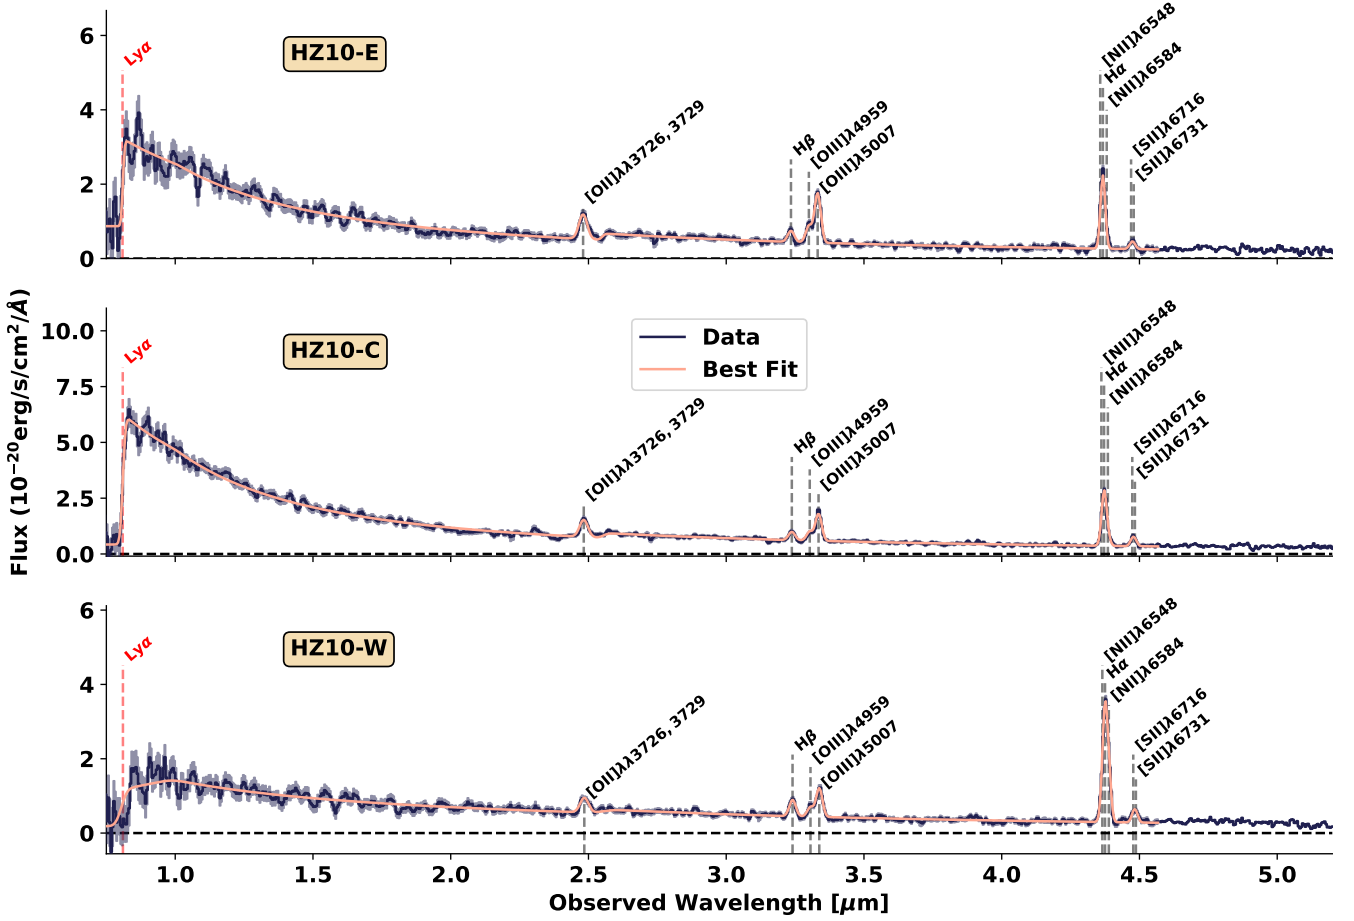 6
4
2
0
HZ10-E
Lyα
[OII]λλ3726, 3729
Hβ
[OIII]λ4959
[OIII]λ5007
[NII]λ6548
Hα
[NII]λ6584
[SII]λ6716
[SII]λ6731
Flux (10⁻²⁰erg/s/cm²/Å)
10.0
7.5
5.0
2.5
0.0
HZ10-C
Lyα
Data
Best Fit
[OII]λλ3726, 3729
Hβ
[OIII]λ4959
[OIII]λ5007
[NII]λ6548
Hα
[NII]λ6584
[SII]λ6716
[SII]λ6731
6
4
2
0
HZ10-W
Lyα
[OII]λλ3726, 3729
Hβ
[OIII]λ4959
[OIII]λ5007
[NII]λ6548
Hα
[NII]λ6584
[SII]λ6716
[SII]λ6731
1.0 1.5 2.0 2.5 3.0 3.5 4.0 4.5 5.0
Observed Wavelength [μm]